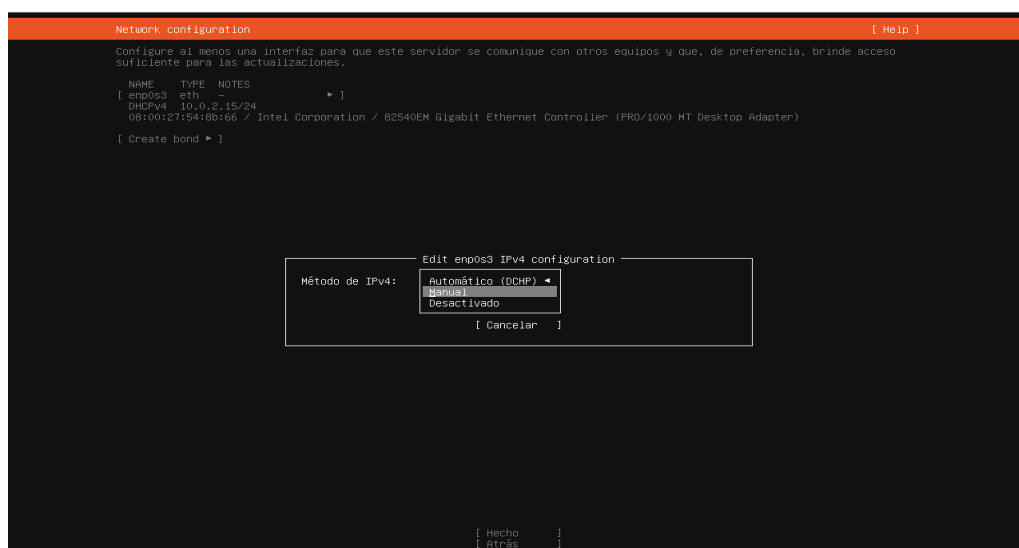 Network configuration [ Help ]
Configure al menos una interfaz para que este servidor se comunique con otros equipos y que, de preferencia, brinde acceso
suficiente para las actualizaciones.
NAME TYPE NOTES
[ enp0s3 eth - ▸ ]
DHCPv4 10.0.2.15/24
08:00:27:54:8b:66 / Intel Corporation / 82540EM Gigabit Ethernet Controller (PRO/1000 MT Desktop Adapter)
[ Create bond ▸ ]
Edit enp0s3 IPv4 configuration
Método de IPv4: Automático (DCHP) ◂
Manual
Desactivado
[ Cancelar ]
[ Hecho ]
[ Atrás ]